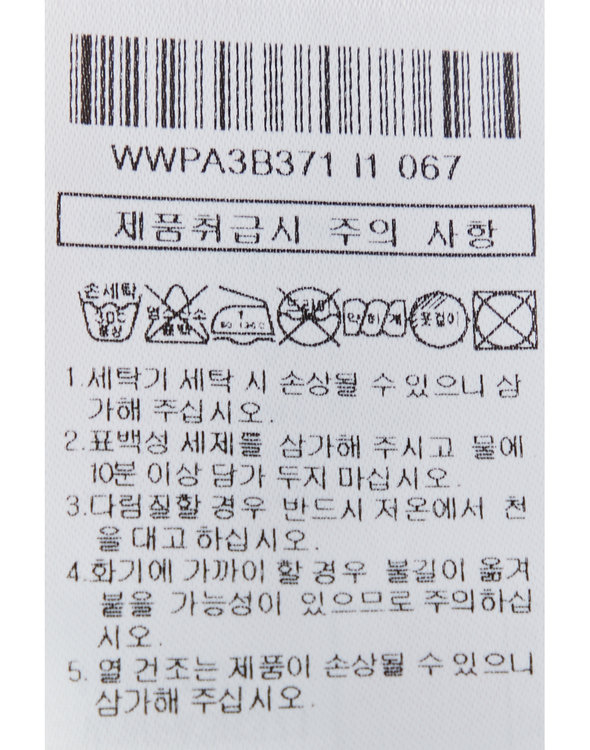 WWPA3B371 I1 067
제품취급시 주의 사항
손세탁
30℃
중성
약하게
옷걸이
1.세탁기 세탁 시 손상될 수 있으니 삼
가해 주십시오.
2.표백성 세제를 삼가해 주시고 물에
10분 이상 담가 두지 마십시오.
3.다림질할 경우 반드시 저온에서 천
을 대고 하십시오.
4.화기에 가까이 할 경우 불길이 옮겨
붙을 가능성이 있으므로 주의하십
시오.
5. 열 건조는 제품이 손상될 수 있으니
삼가해 주십시오.